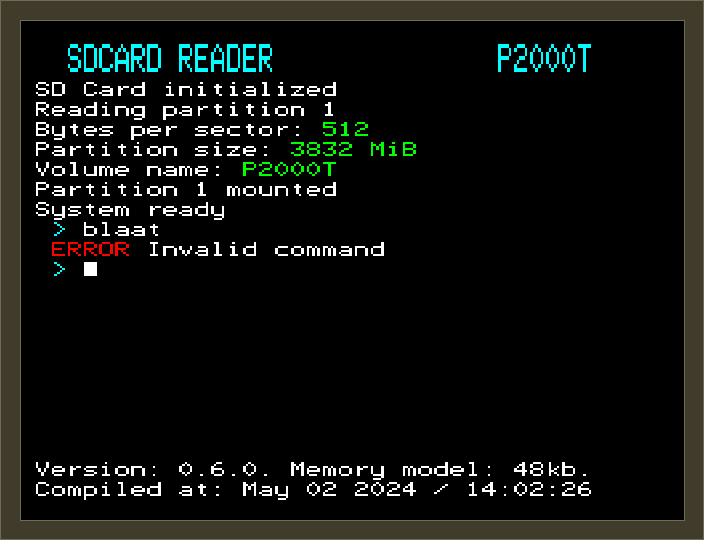 SDCARD READER P2000T
SD Card initialized
Reading partition 1
Bytes per sector: 512
Partition size: 3832 MiB
Volume name: P2000T
Partition 1 mounted
System ready
> blaat
ERROR Invalid command
>
Version: 0.6.0. Memory model: 48kb.
Compiled at: May 02 2024 / 14:02:26